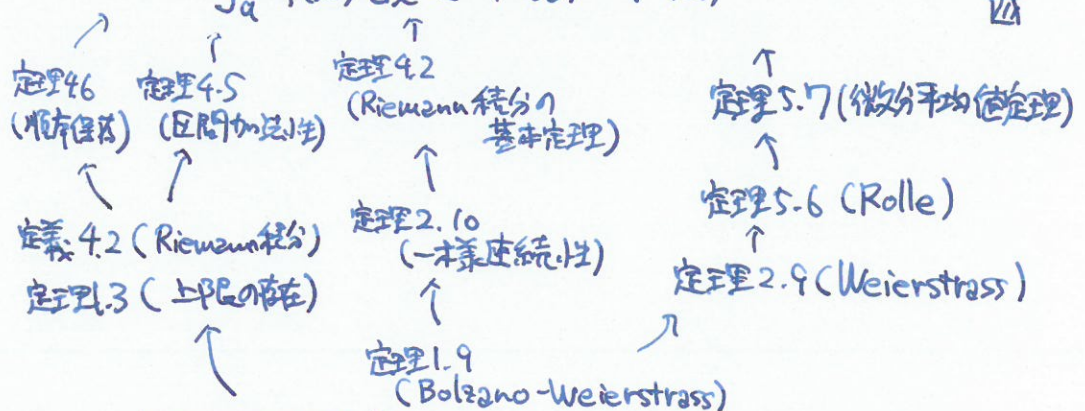 定理4.6
(順序保存)
定理4.5
(区間加法性)
定理4.2
(Riemann積分の
基本定理)
定理5.7(微分平均値定理)
定義4.2(Riemann積分)
定理1.3(上限の存在)
定理2.10
(一様連続性)
定理5.6(Rolle)
定理2.9(Weierstrass)
定理1.9
(Bolzano-Weierstrass)